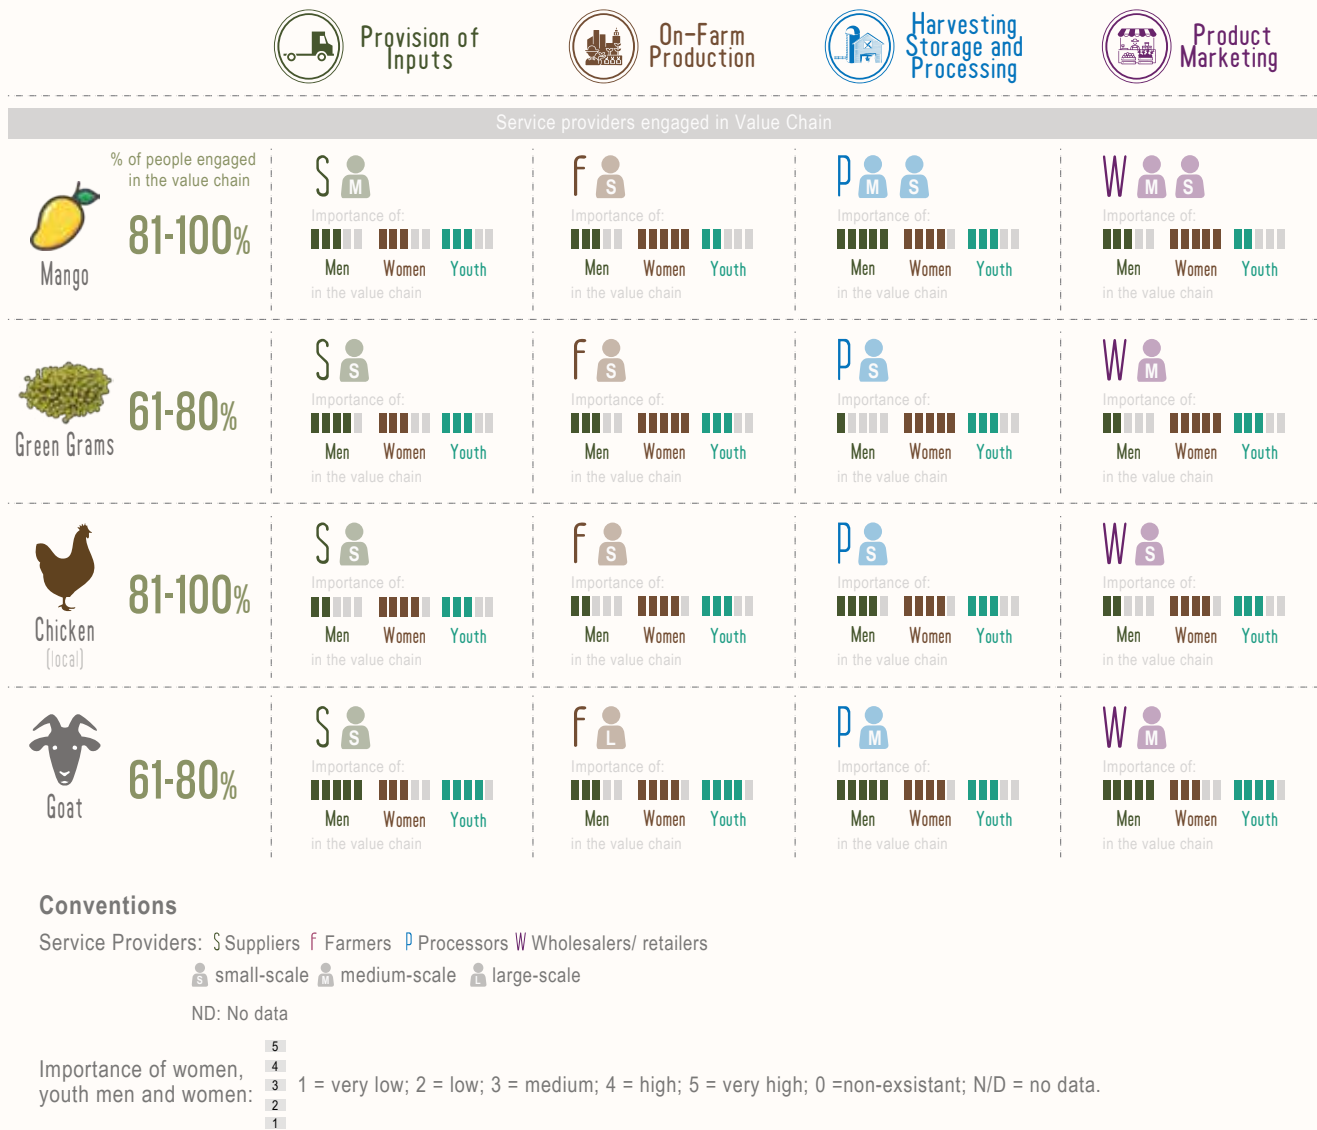 Provision of
Inputs
On-Farm
Production
Harvesting
Storage and
Processing
Product
Marketing
Service providers engaged in Value Chain
% of people engaged
in the value chain
81-100%
Mango
S M
Importance of:
Men Women Youth
in the value chain
F S
Importance of:
Men Women Youth
in the value chain
P M S
Importance of:
Men Women Youth
in the value chain
W M S
Importance of:
Men Women Youth
in the value chain
61-80%
Green Grams
S S
Importance of:
Men Women Youth
in the value chain
F S
Importance of:
Men Women Youth
in the value chain
P S
Importance of:
Men Women Youth
in the value chain
W M
Importance of:
Men Women Youth
in the value chain
81-100%
Chicken
(local)
S S
Importance of:
Men Women Youth
in the value chain
F S
Importance of:
Men Women Youth
in the value chain
P S
Importance of:
Men Women Youth
in the value chain
W S
Importance of:
Men Women Youth
in the value chain
61-80%
Goat
S S
Importance of:
Men Women Youth
in the value chain
F L
Importance of:
Men Women Youth
in the value chain
P M
Importance of:
Men Women Youth
in the value chain
W M
Importance of:
Men Women Youth
in the value chain
Conventions
Service Providers: S Suppliers F Farmers P Processors W Wholesalers/ retailers
S small-scale M medium-scale L large-scale
ND: No data
Importance of women,
youth men and women:
5
4
3
2
1
1 = very low; 2 = low; 3 = medium; 4 = high; 5 = very high; 0 =non-exsistant; N/D = no data.